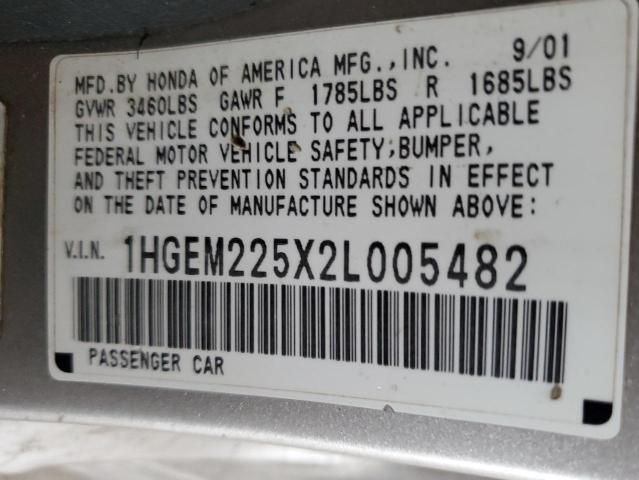 MFD.BY HONDA OF AMERICA MFG.,INC. 9/01
GVWR 3460LBS GAWR F 1785LBS R 1685LBS
THIS VEHICLE CONFORMS TO ALL APPLICABLE
FEDERAL MOTOR VEHICLE SAFETY,BUMPER,
AND THEFT PREVENTION STANDARDS IN EFFECT
ON THE DATE OF MANUFACTURE SHOWN ABOVE:
V.I.N. 1HGEM225X2L005482
PASSENGER CAR